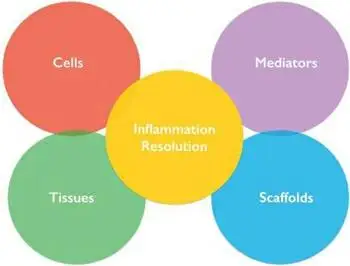 Cells
Mediators
Inflammation
Resolution
Tissues
Scaffolds